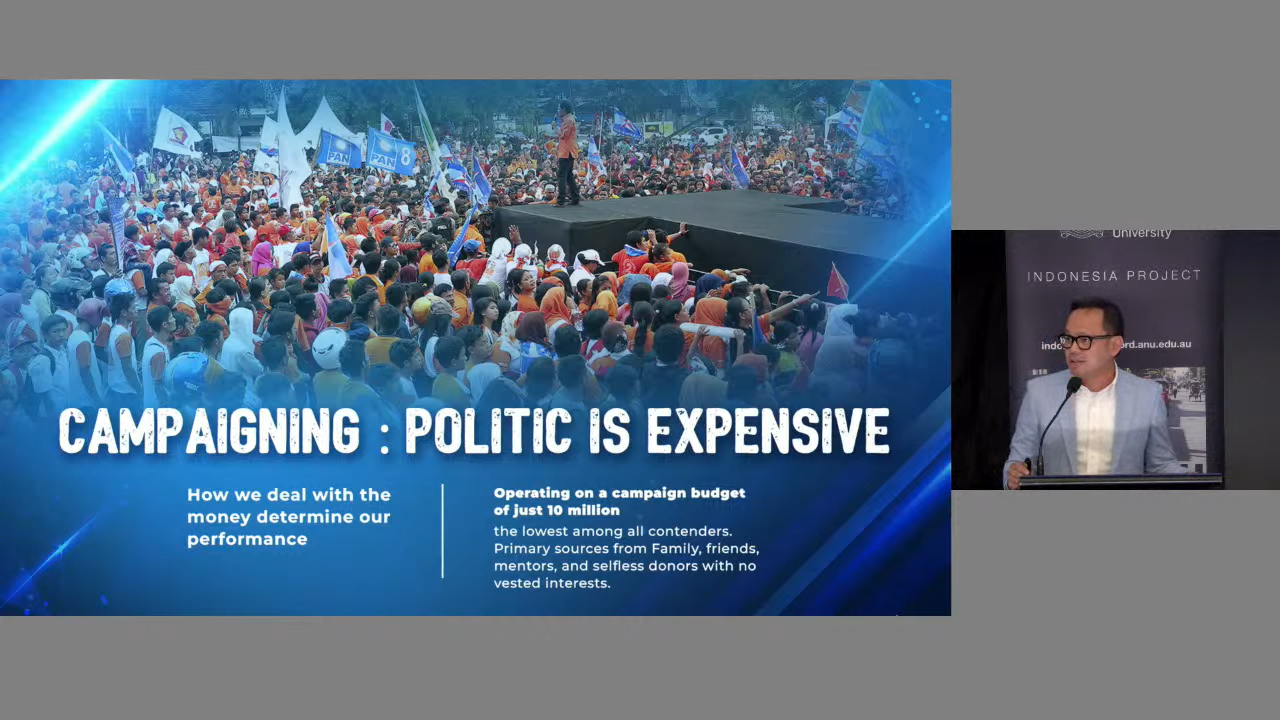 PAN
PAN 8
CAMPAIGNING : POLITIC IS EXPENSIVE
How we deal with the
money determine our
performance
Operating on a campaign budget
of just 10 million
the lowest among all contenders.
Primary sources from Family, friends,
mentors, and selfless donors with no
vested interests.
University
INDONESIA PROJECT